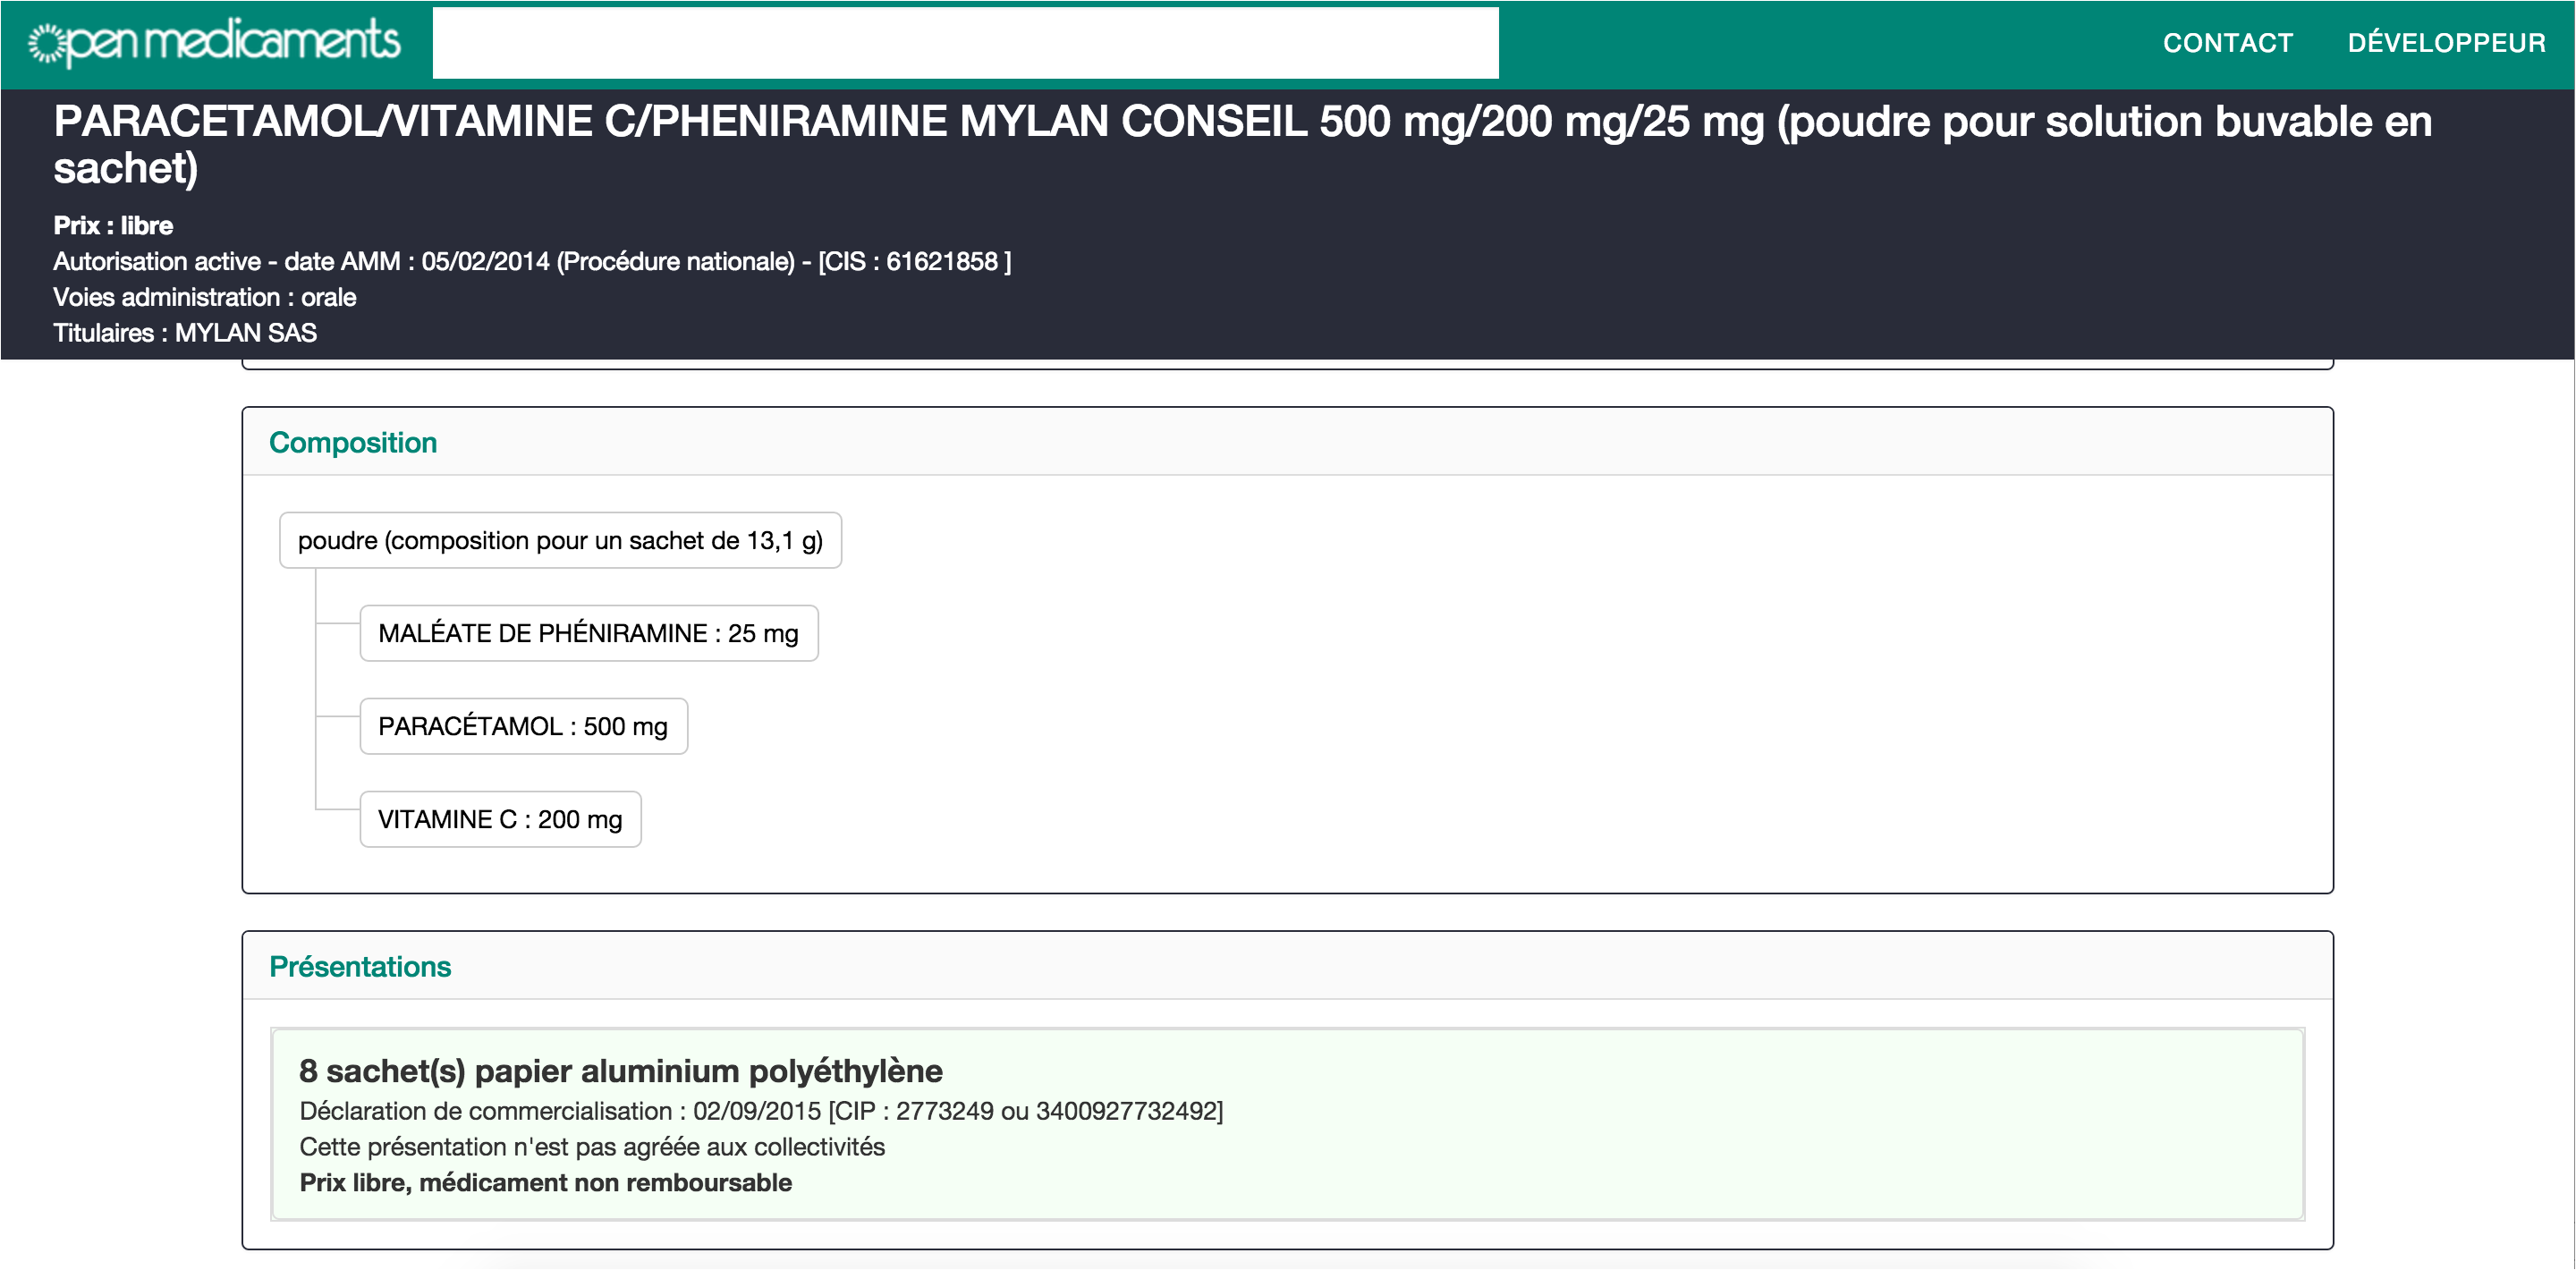 open medicaments
CONTACT
DÉVELOPPEUR
PARACETAMOL/VITAMINE C/PHENIRAMINE MYLAN CONSEIL 500 mg/200 mg/25 mg (poudre pour solution buvable en
sachet)
Prix : libre
Autorisation active - date AMM : 05/02/2014 (Procédure nationale) - [CIS : 61621858 ]
Voies administration : orale
Titulaires : MYLAN SAS
Composition
poudre (composition pour un sachet de 13,1 g)
MALÉATE DE PHÉNIRAMINE : 25 mg
PARACÉTAMOL : 500 mg
VITAMINE C : 200 mg
Présentations
8 sachet(s) papier aluminium polyéthylène
Déclaration de commercialisation : 02/09/2015 [CIP : 2773249 ou 3400927732492]
Cette présentation n'est pas agréée aux collectivités
Prix libre, médicament non remboursable